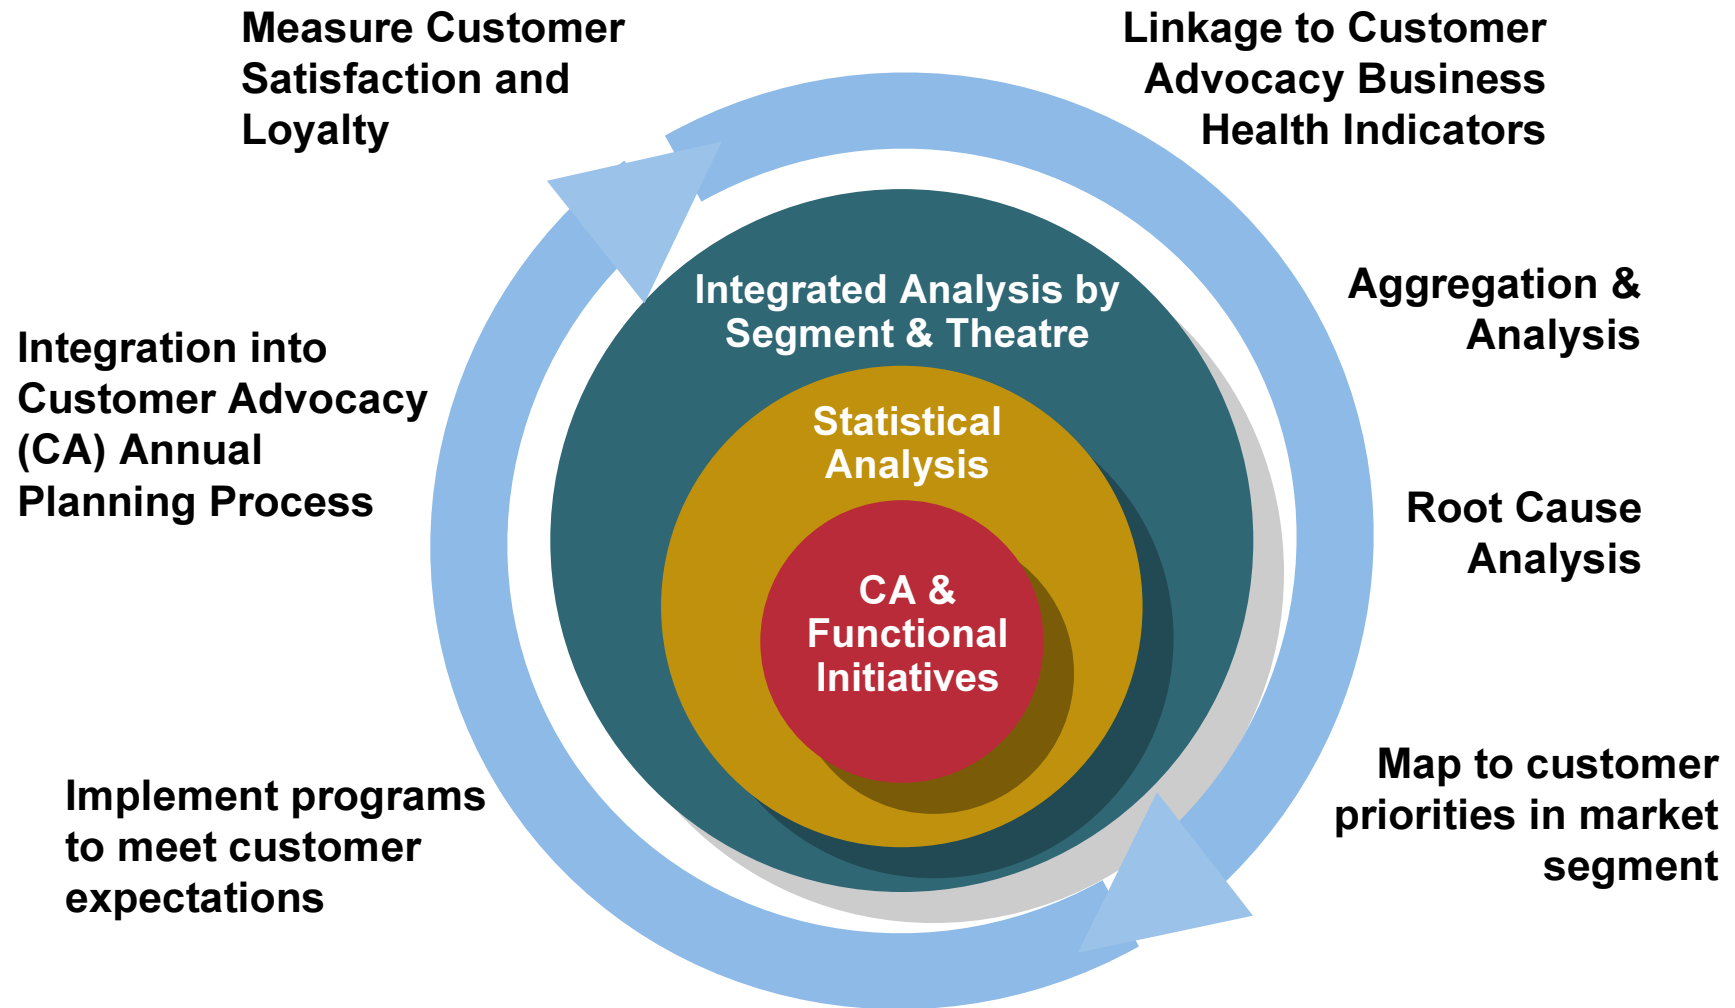 Measure Customer
Satisfaction and
Loyalty
Linkage to Customer
Advocacy Business
Health Indicators
Aggregation &
Analysis
Root Cause
Analysis
Map to customer
priorities in market
segment
Implement programs
to meet customer
expectations
Integration into
Customer Advocacy
(CA) Annual
Planning Process
Integrated Analysis by
Segment & Theatre
Statistical
Analysis
CA &
Functional
Initiatives